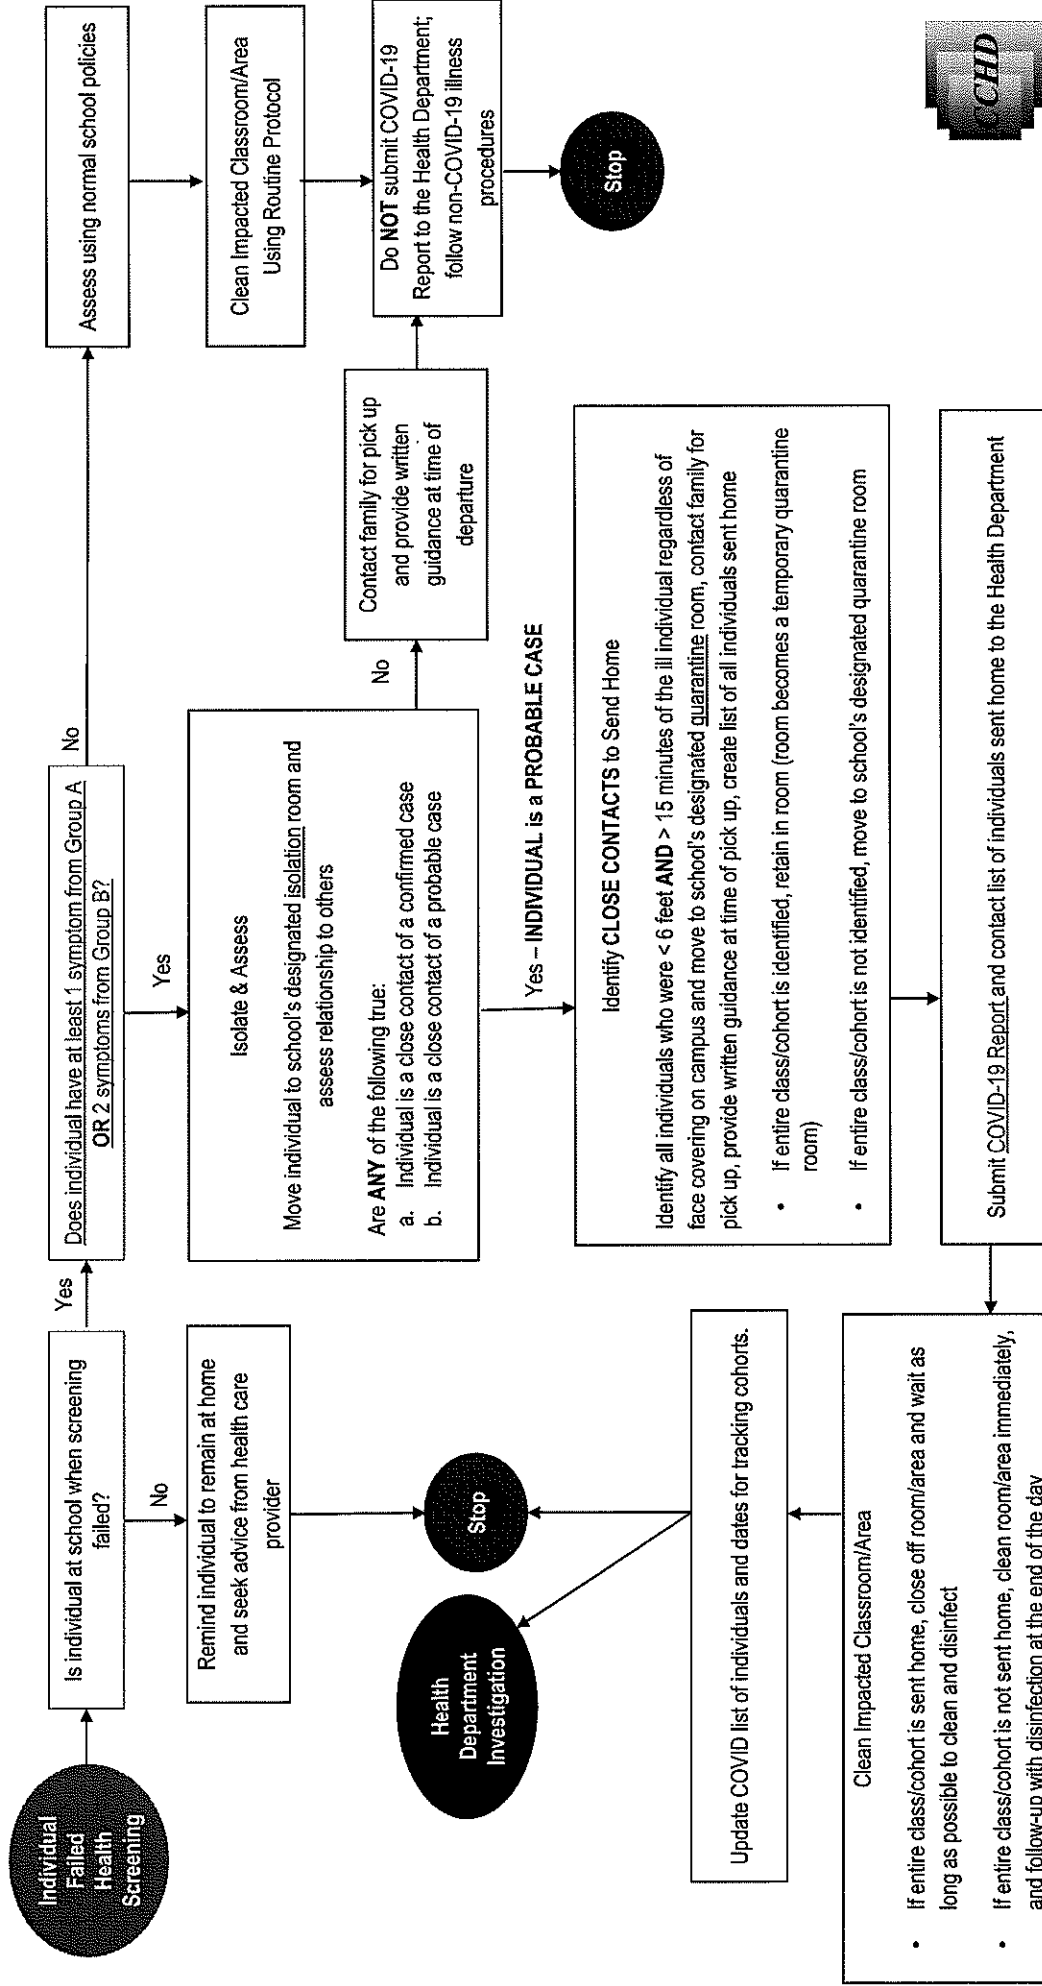 Individual
Failed
Health
Screening
Is individual at school when screening
failed?
Yes
No
Remind individual to remain at home
and seek advice from health care
provider
Stop
Does individual have at least 1 symptom from Group A
OR 2 symptoms from Group B?
No
Yes
Assess using normal school policies
Clean Impacted Classroom/Area
Using Routine Protocol
Do NOT submit COVID-19
Report to the Health Department;
follow non-COVID-19 illness
procedures
Stop
Isolate & Assess
Move individual to school's designated isolation room and
assess relationship to others
Are ANY of the following true:
a. Individual is a close contact of a confirmed case
b. Individual is a close contact of a probable case
No
Contact family for pick up
and provide written
guidance at time of
departure
Yes – INDIVIDUAL is a PROBABLE CASE
Identify CLOSE CONTACTS to Send Home
Identify all individuals who were < 6 feet AND > 15 minutes of the ill individual regardless of
face covering on campus and move to school's designated quarantine room, contact family for
pick up, provide written guidance at time of pick up, create list of all individuals sent home
• If entire class/cohort is identified, retain in room (room becomes a temporary quarantine
room)
• If entire class/cohort is not identified, move to school's designated quarantine room
Submit COVID-19 Report and contact list of individuals sent home to the Health Department
Clean Impacted Classroom/Area
• If entire class/cohort is sent home, close off room/area and wait as
long as possible to clean and disinfect
• If entire class/cohort is not sent home, clean room/area immediately,
and follow-up with disinfection at the end of the day
Update COVID list of individuals and dates for tracking cohorts.
Health
Department
Investigation
CCHD